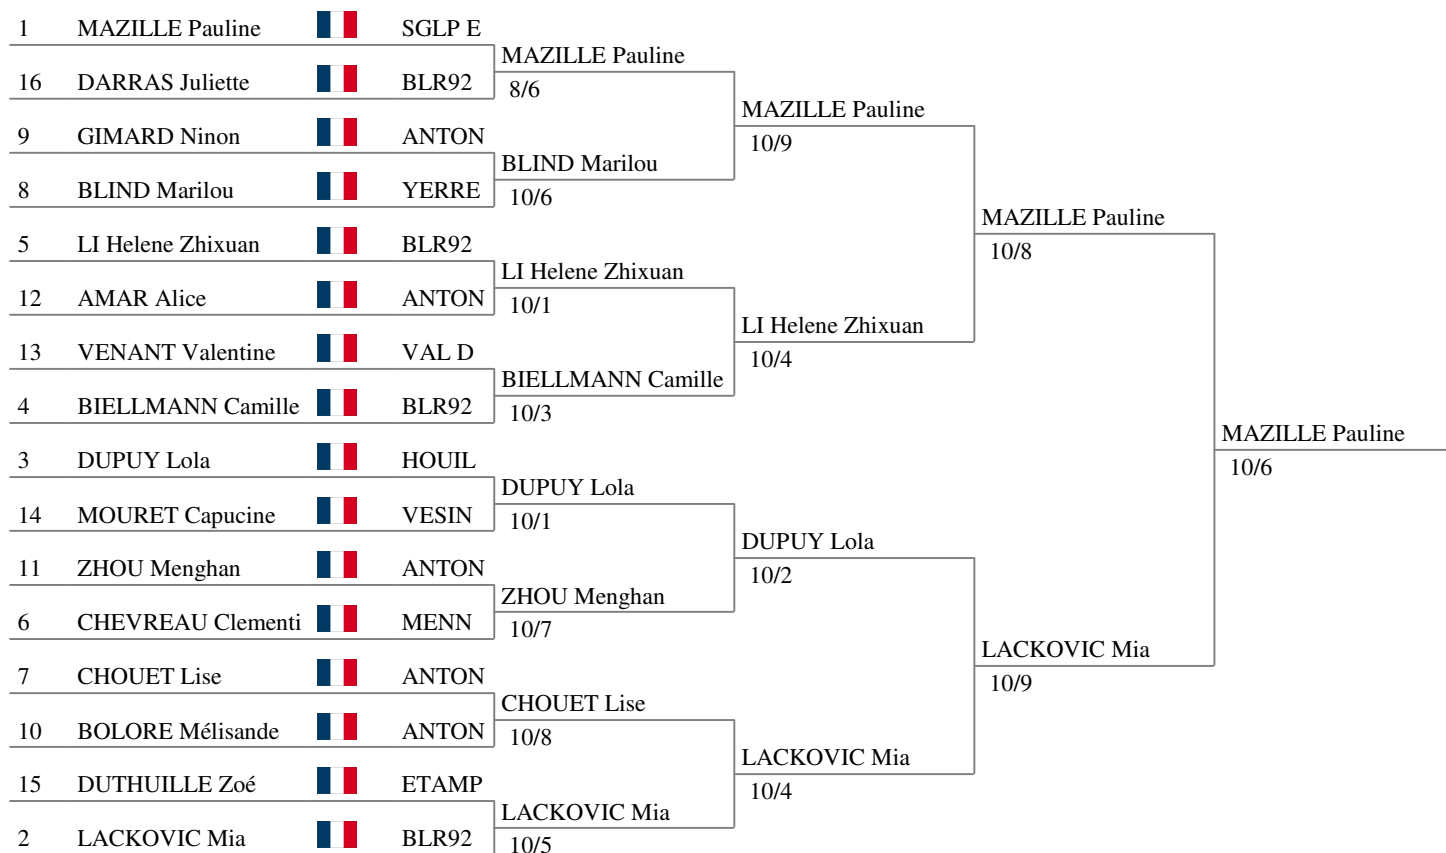 1 MAZILLE Pauline SGLP E
MAZILLE Pauline
16 DARRAS Juliette BLR92 8/6
MAZILLE Pauline
9 GIMARD Ninon ANTON 10/9
BLIND Marilou
8 BLIND Marilou YERRE 10/6
MAZILLE Pauline
5 LI Helene Zhixuan BLR92 10/8
LI Helene Zhixuan
12 AMAR Alice ANTON 10/1
LI Helene Zhixuan
13 VENANT Valentine VAL D 10/4
BIELLMANN Camille
4 BIELLMANN Camille BLR92 10/3
MAZILLE Pauline
3 DUPUY Lola HOUIL 10/6
DUPUY Lola
14 MOURET Capucine VESIN 10/1
DUPUY Lola
11 ZHOU Menghan ANTON 10/2
ZHOU Menghan
6 CHEVREAU Clementi MENN 10/7
LACKOVIC Mia
7 CHOUET Lise ANTON 10/9
CHOUET Lise
10 BOLORE Mélisande ANTON 10/8
LACKOVIC Mia
15 DUTHUILLE Zoé ETAMP 10/4
LACKOVIC Mia
2 LACKOVIC Mia BLR92 10/5